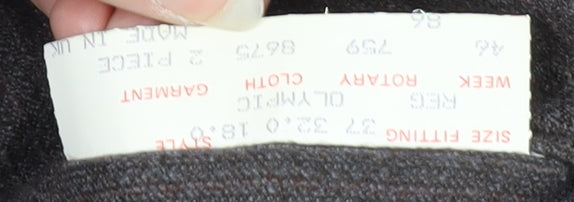 SIZE FITTING 37 32.0 18.0 STYLE
REG OLYMPIC
WEEK ROTARY CLOTH GARMENT
46 759 8675 2 PIECE
86 MADE IN UK